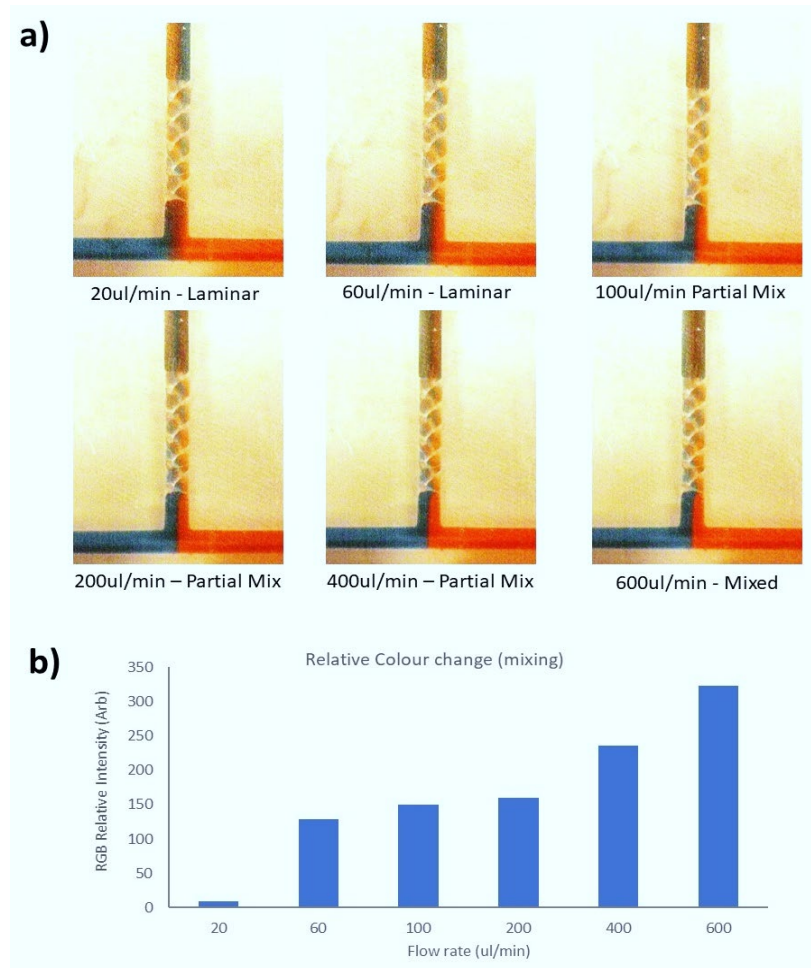 a)
20ul/min - Laminar
60ul/min - Laminar
100ul/min Partial Mix
200ul/min – Partial Mix
400ul/min – Partial Mix
600ul/min - Mixed
b)
Relative Colour change (mixing)
RGB Relative Intensity (Arb)
350
300
250
200
150
100
50
0
20
60
100
200
400
600
Flow rate (ul/min)